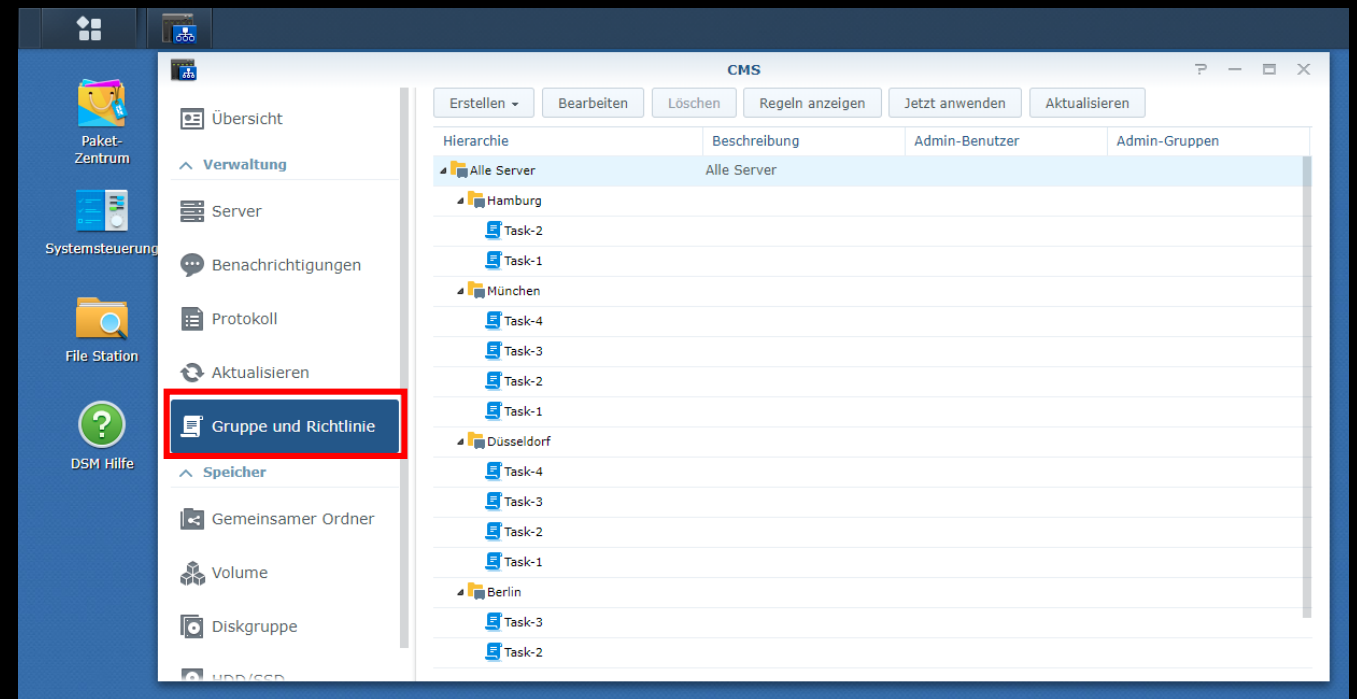 CMS
Paket-
Zentrum
Systemsteuerung
File Station
DSM Hilfe
Übersicht
Verwaltung
Server
Benachrichtigungen
Protokoll
Aktualisieren
Gruppe und Richtlinie
Speicher
Gemeinsamer Ordner
Volume
Diskgruppe
HDD/SSD
Erstellen Bearbeiten Löschen Regeln anzeigen Jetzt anwenden Aktualisieren
Hierarchie Beschreibung Admin-Benutzer Admin-Gruppen
Alle Server Alle Server
Hamburg
Task-2
Task-1
München
Task-4
Task-3
Task-2
Task-1
Düsseldorf
Task-4
Task-3
Task-2
Task-1
Berlin
Task-3
Task-2